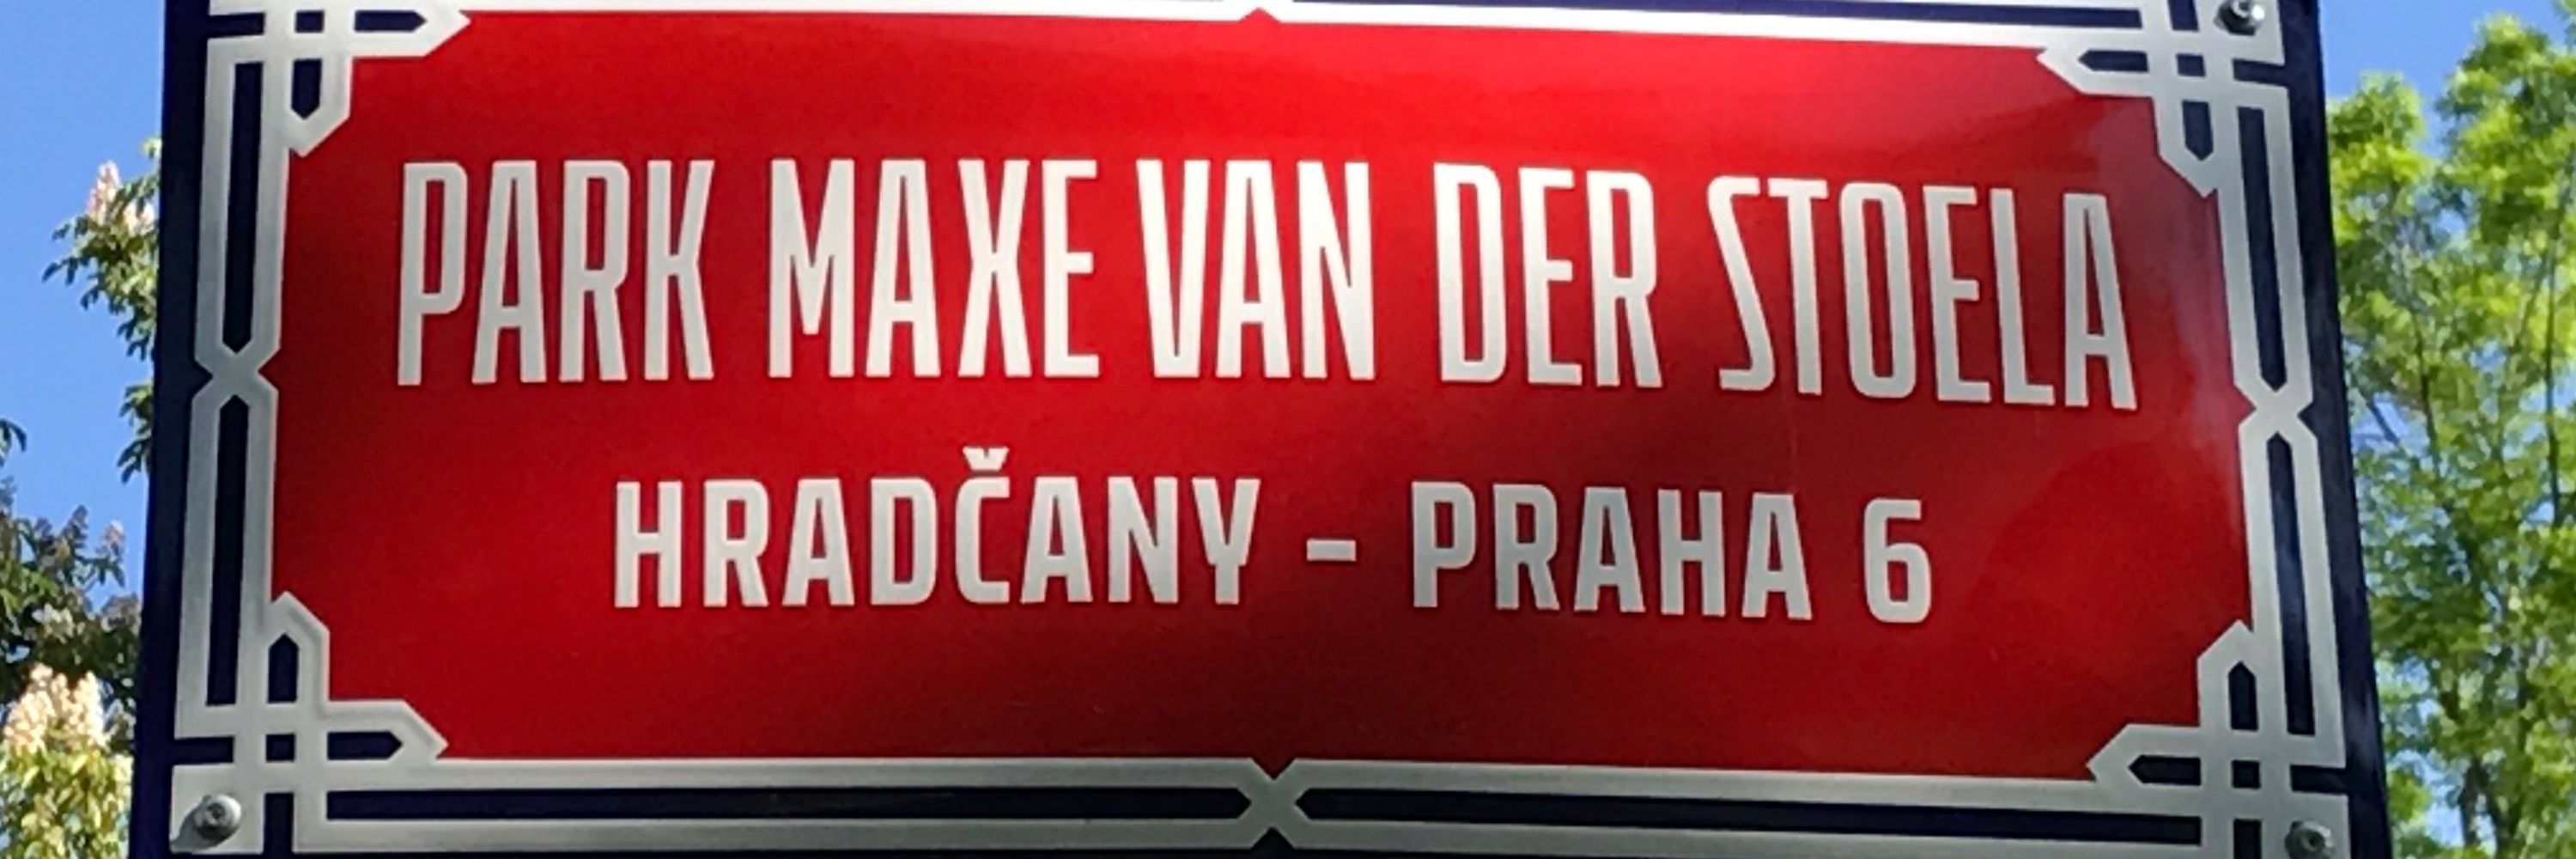 PARK MAXE VAN DER STOELA
HRADČANY - PRAHA 6